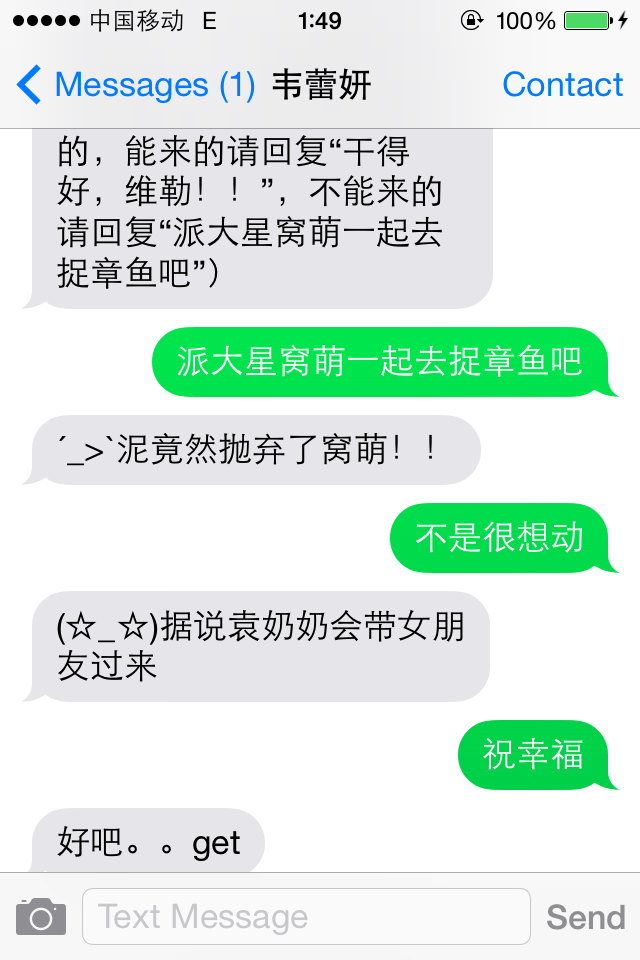 中国移动 E 1:49 100%
Messages (1) 韦蕾妍 Contact
的，能来的请回复“干得
好，维勒！！”，不能来的
请回复“派大星窝萌一起去
捉章鱼吧”）
派大星窝萌一起去捉章鱼吧
´_>`泥竟然抛弃了窝萌！！
不是很想动
(☆_☆)据说袁奶奶会带女朋
友过来
祝幸福
好吧。。get
Text Message Send